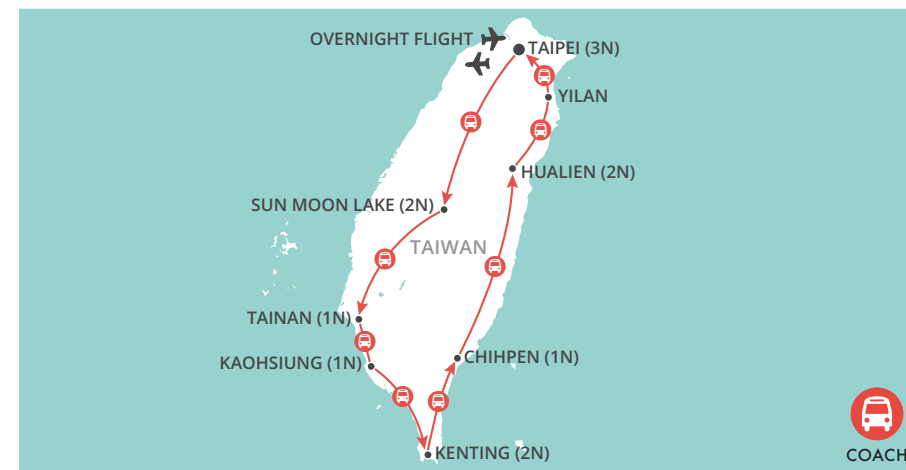 OVERNIGHT FLIGHT
TAIPEI (3N)
YILAN
HUALIEN (2N)
SUN MOON LAKE (2N)
TAIWAN
TAINAN (1N)
KAOHSIUNG (1N)
CHIHPEN (1N)
KENTING (2N)
COACH